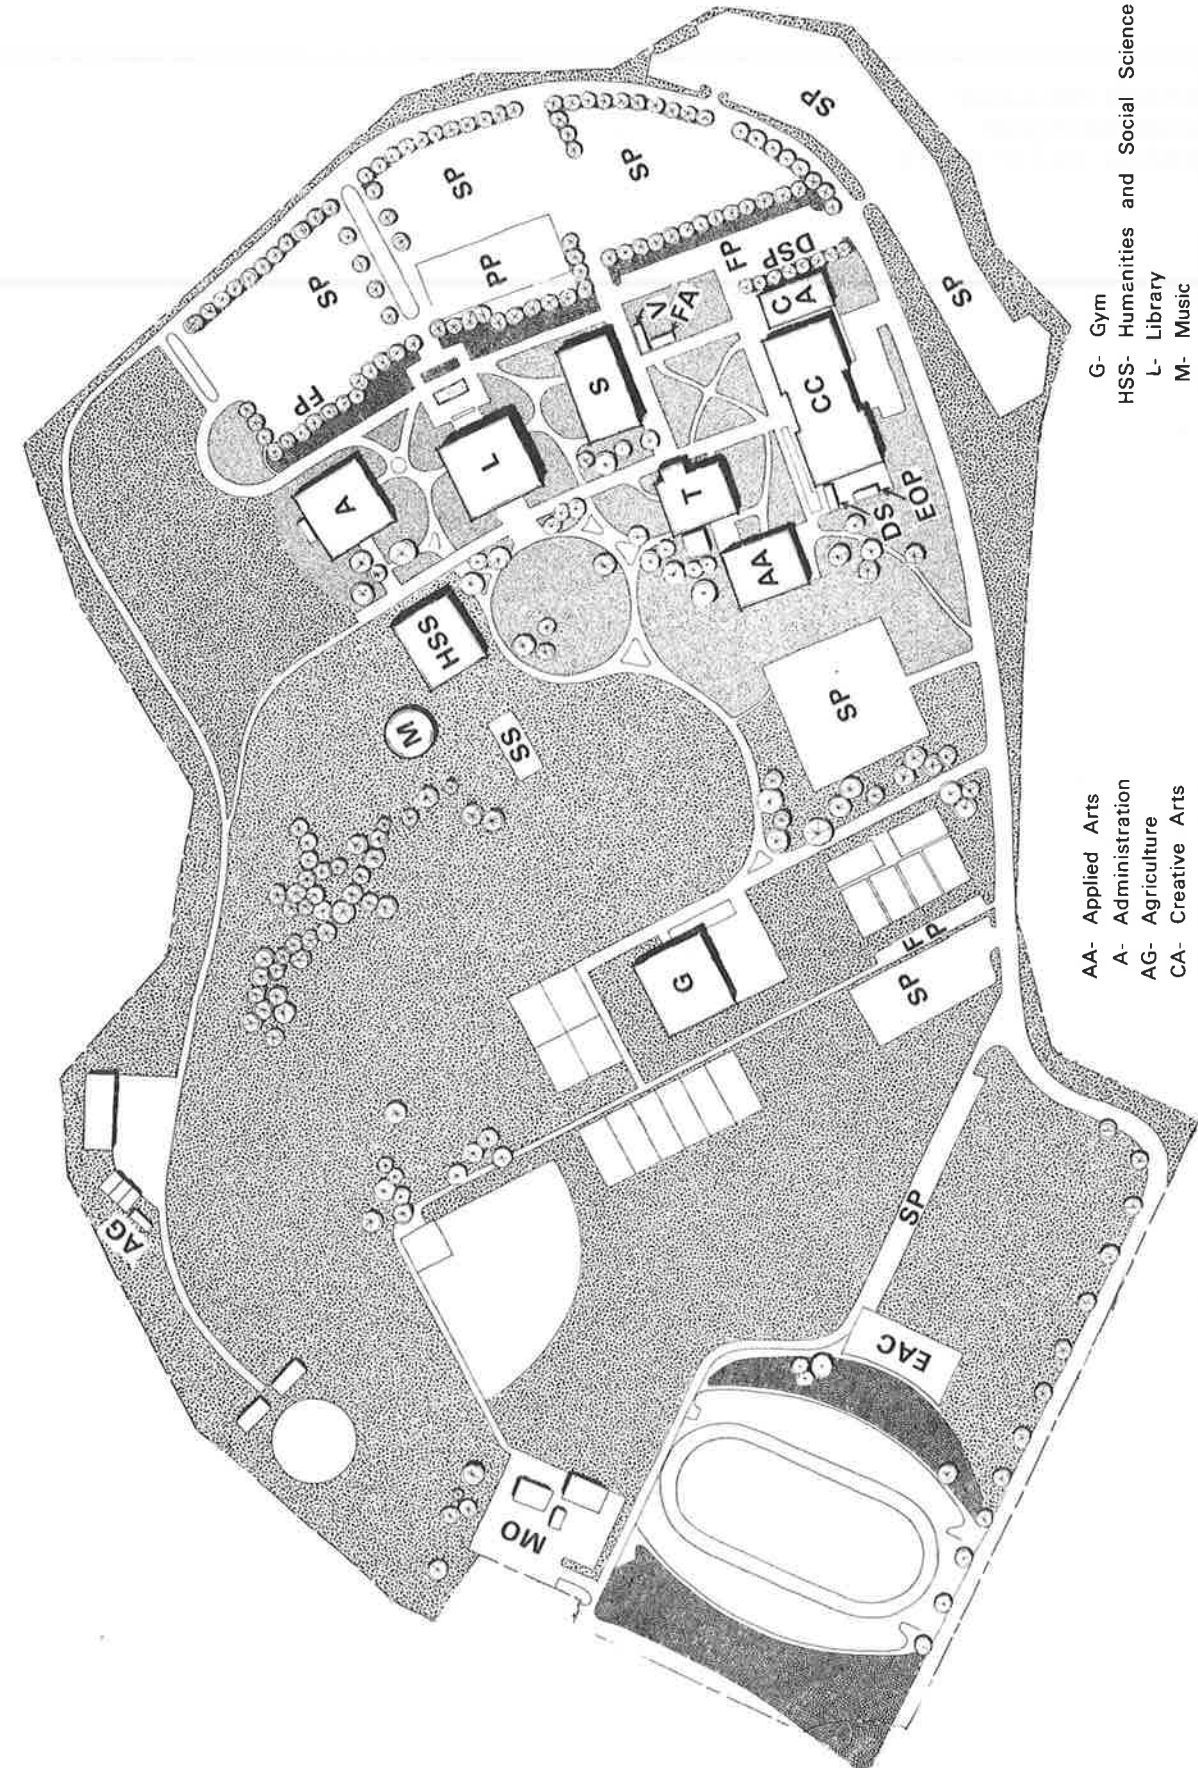 SP
SP
SP
SP
SP
PP
FP
FP
DSP
V
FA
C
A
CC
S
L
A
T
AA
DS
EOP
HSS
M
SS
SP
G
F
P
SP
SP
AG
EAC
MO
AA- Applied Arts
A- Administration
AG- Agriculture
CA- Creative Arts
G- Gym
HSS- Humanities and Social Science
L- Library
M- Music